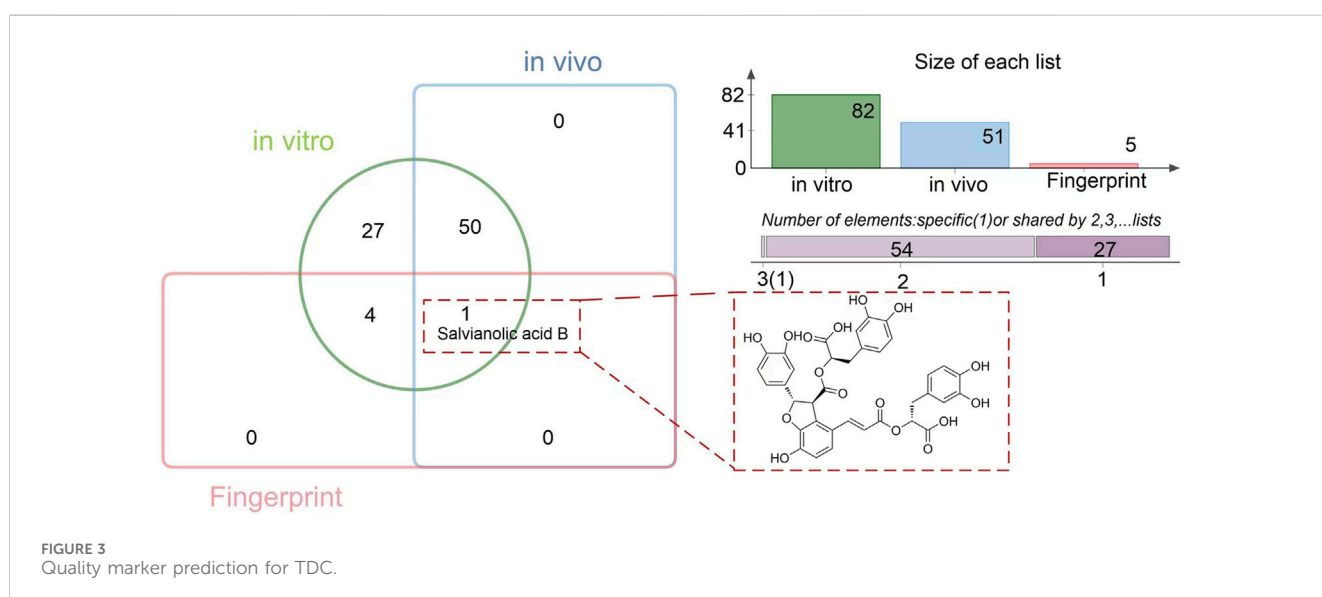 in vivo
in vitro
0
27
50
4
1
Salvianolic acid B
0
0
Fingerprint
Size of each list
82
41
0
82
51
5
in vitro
in vivo
Fingerprint
Number of elements:specific(1)or shared by 2,3,...lists
54
27
3(1)
2
1
HO
OH
OH
HO
OH
O
O
O
O
O
O
OH
O
HO
OH
OH
FIGURE 3
Quality marker prediction for TDC.